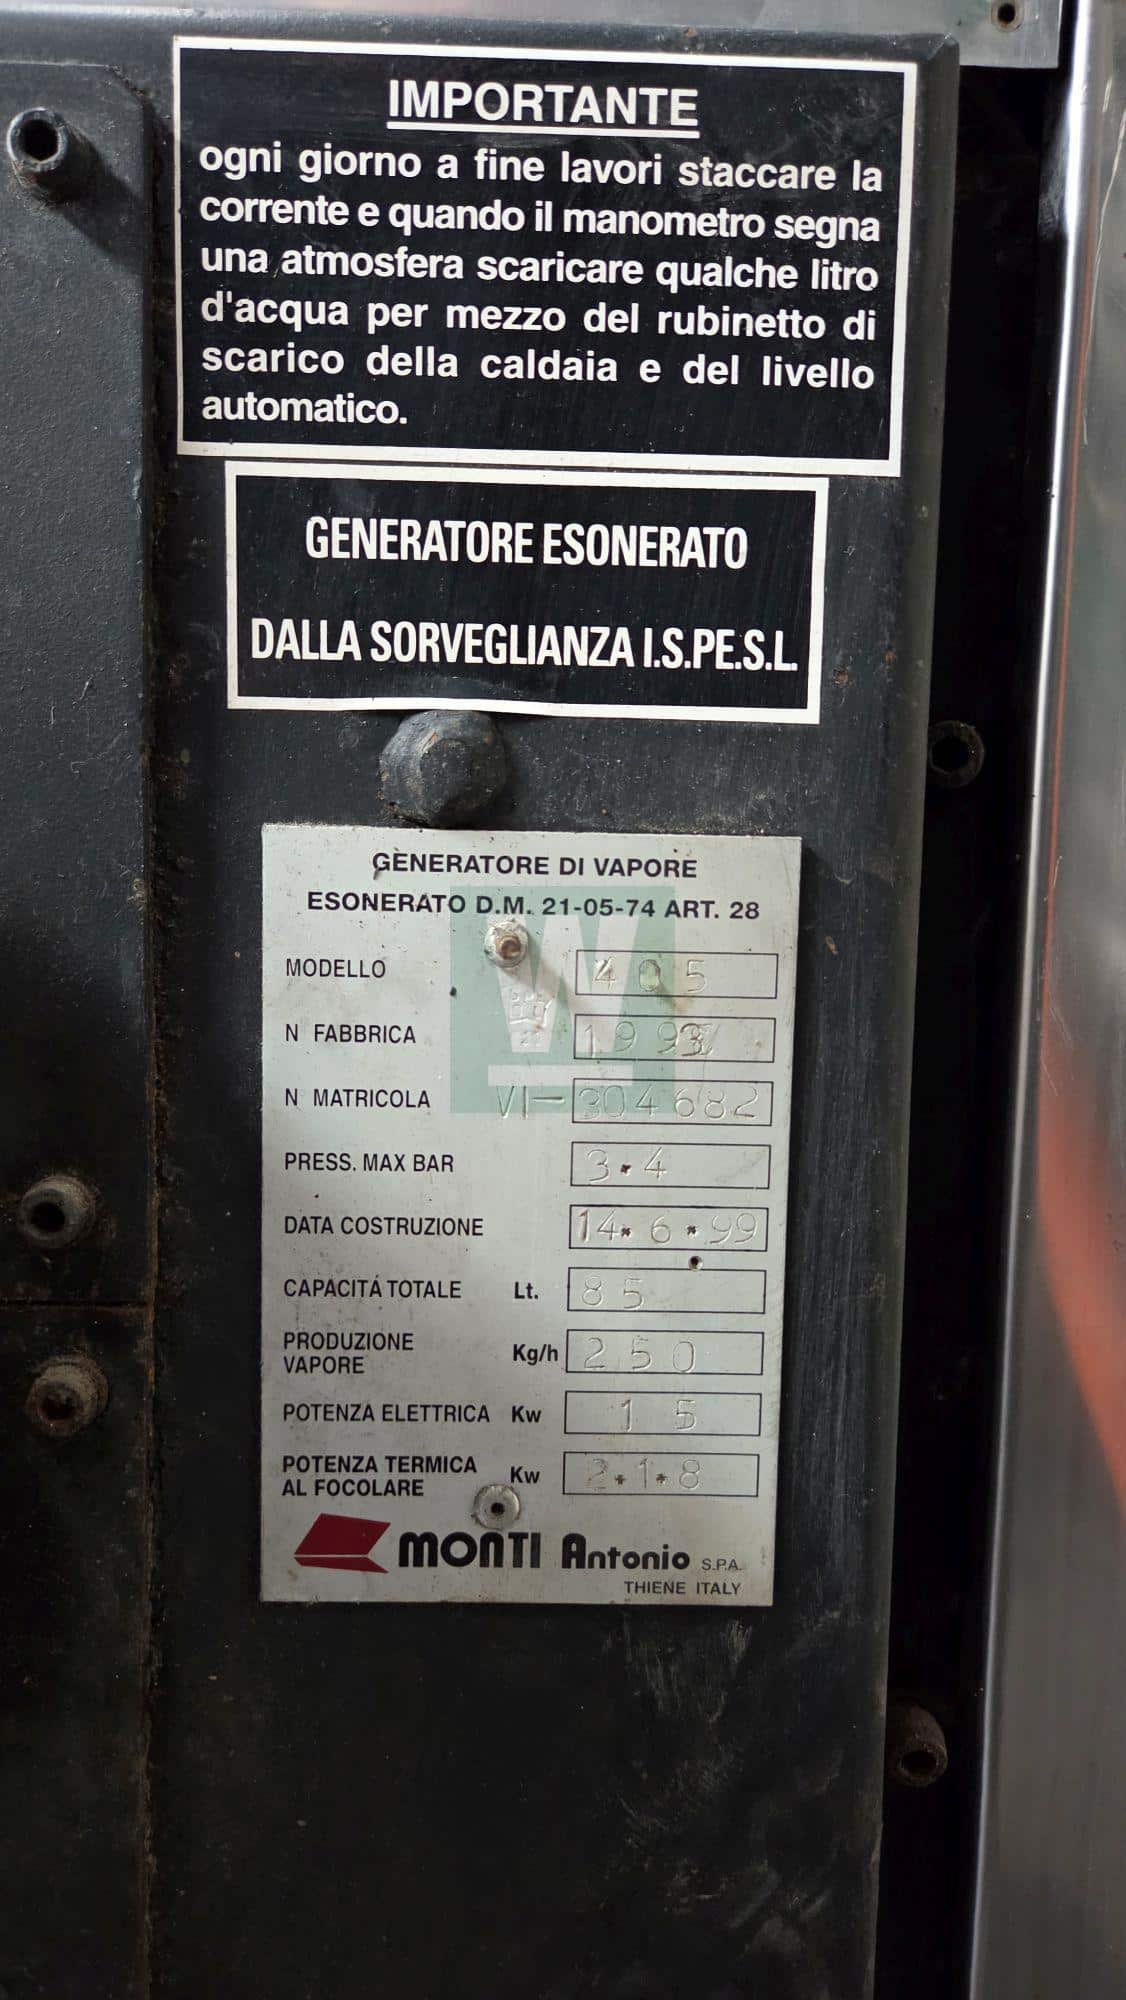 IMPORTANTE
ogni giorno a fine lavori staccare la
corrente e quando il manometro segna
una atmosfera scaricare qualche litro
d'acqua per mezzo del rubinetto di
scarico della caldaia e del livello
automatico.
GENERATORE ESONERATO
DALLA SORVEGLIANZA I.S.PE.S.L.
GENERATORE DI VAPORE
ESONERATO D.M. 21-05-74 ART. 28
MODELLO 405
N FABBRICA
N MATRICOLA VI-304682
PRESS. MAX BAR 3.4
DATA COSTRUZIONE 14.6.99
CAPACITÁ TOTALE Lt. 85
PRODUZIONE
VAPORE Kg/h 250
POTENZA ELETTRICA Kw 15
POTENZA TERMICA
AL FOCOLARE Kw 2.1.8
MONTI Antonio S.P.A.
THIENE ITALY
W